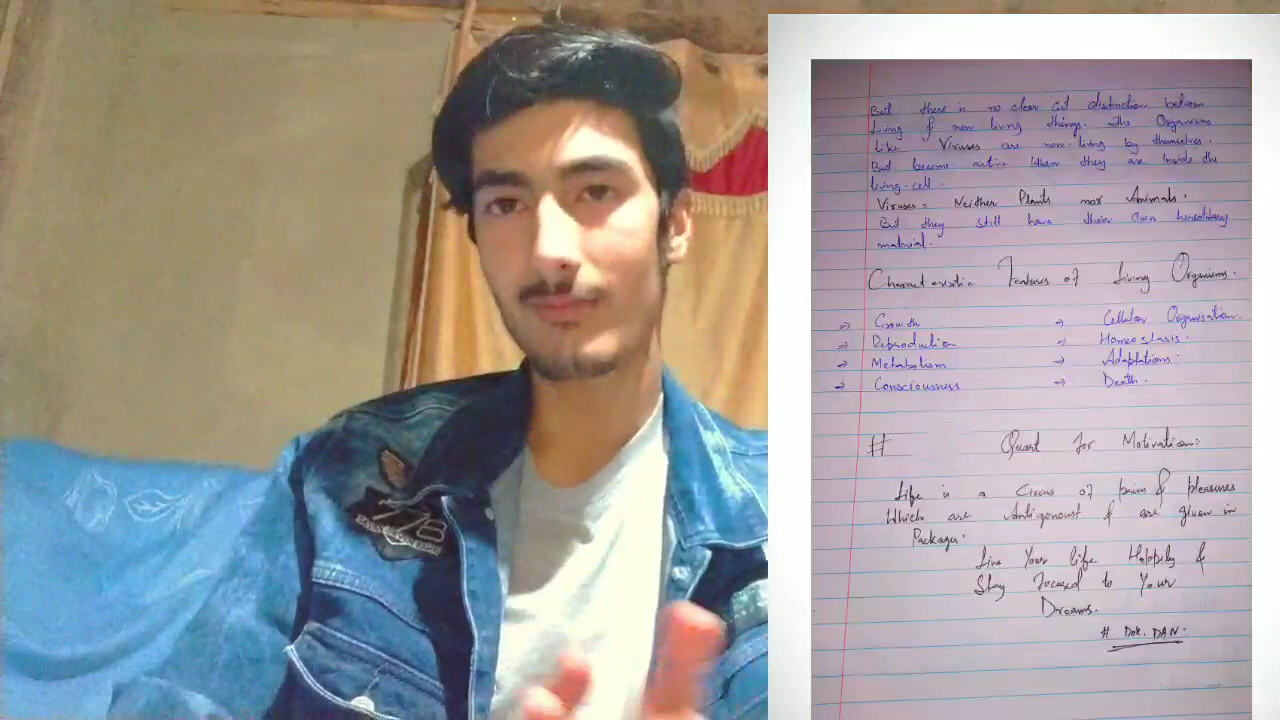 But there is no clear cut distinction between
Living & non living things. The Organisms
Like Viruses are non-living by themselves.
But become active when they are Inside the
living-cell.
Viruses = Neither Plants nor Animals.
But they still have their own hereditary
material.
Characteristic Features of Living Organisms.
→ Growth → Cellular Organisation.
→ Reproduction → Homeostasis.
→ Metabolism → Adaptations.
→ Consciousness → Death.
# Quart for Motivation:
Life is a Circus of pain & pleasures
Which are Antigonoust & are given in
Packages.
Live Your life Happily &
Stay Focused to Your
Dreams.
# Dok. DAN.